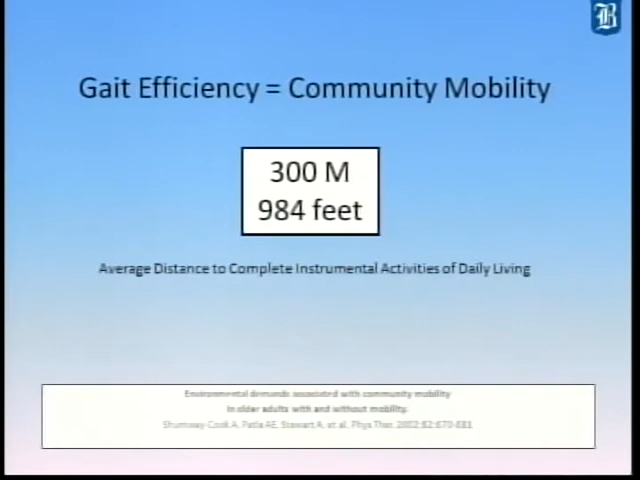 B
Gait Efficiency = Community Mobility
300 M
984 feet
Average Distance to Complete Instrumental Activities of Daily Living
Environmental demands associated with community mobility
in older adults with and without mobility.
Shumway-Cook A, Patla AE, Stewart A, et al. Phys Ther. 2002;82:670-681